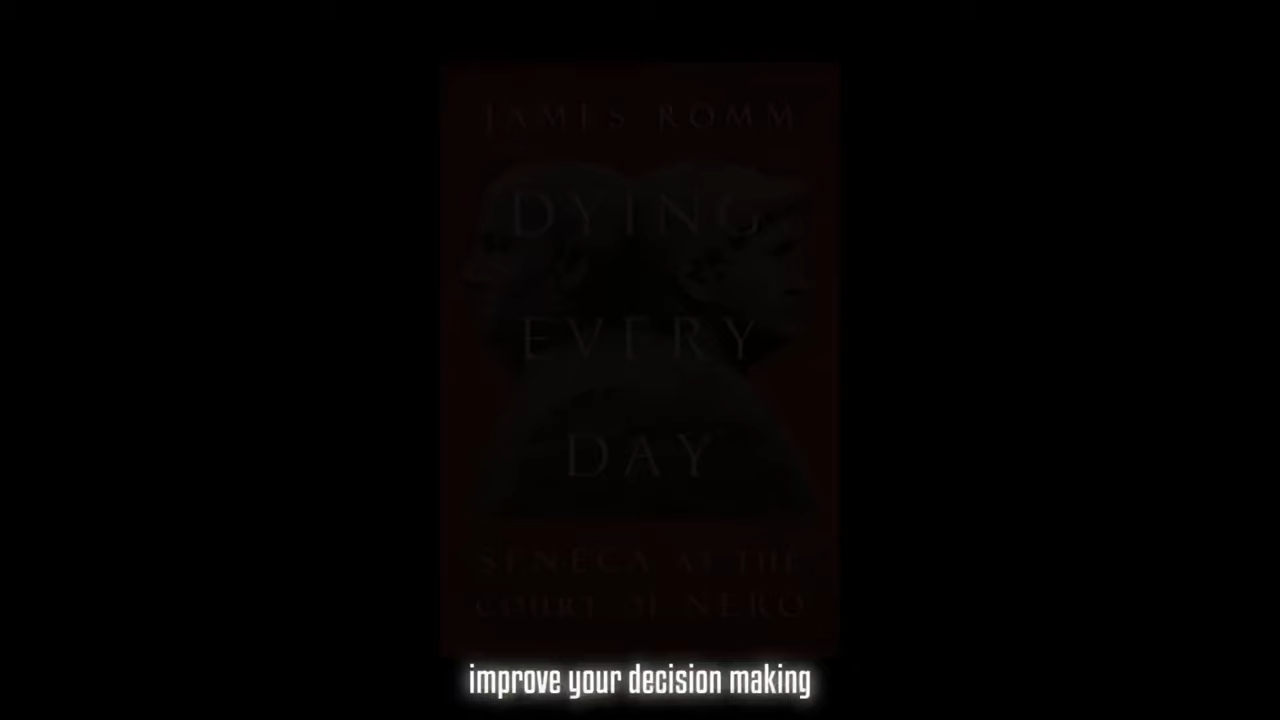 JAMES ROMM
DYING
EVERY
DAY
SENECA AT THE
COURT OF NERO
improve your decision making